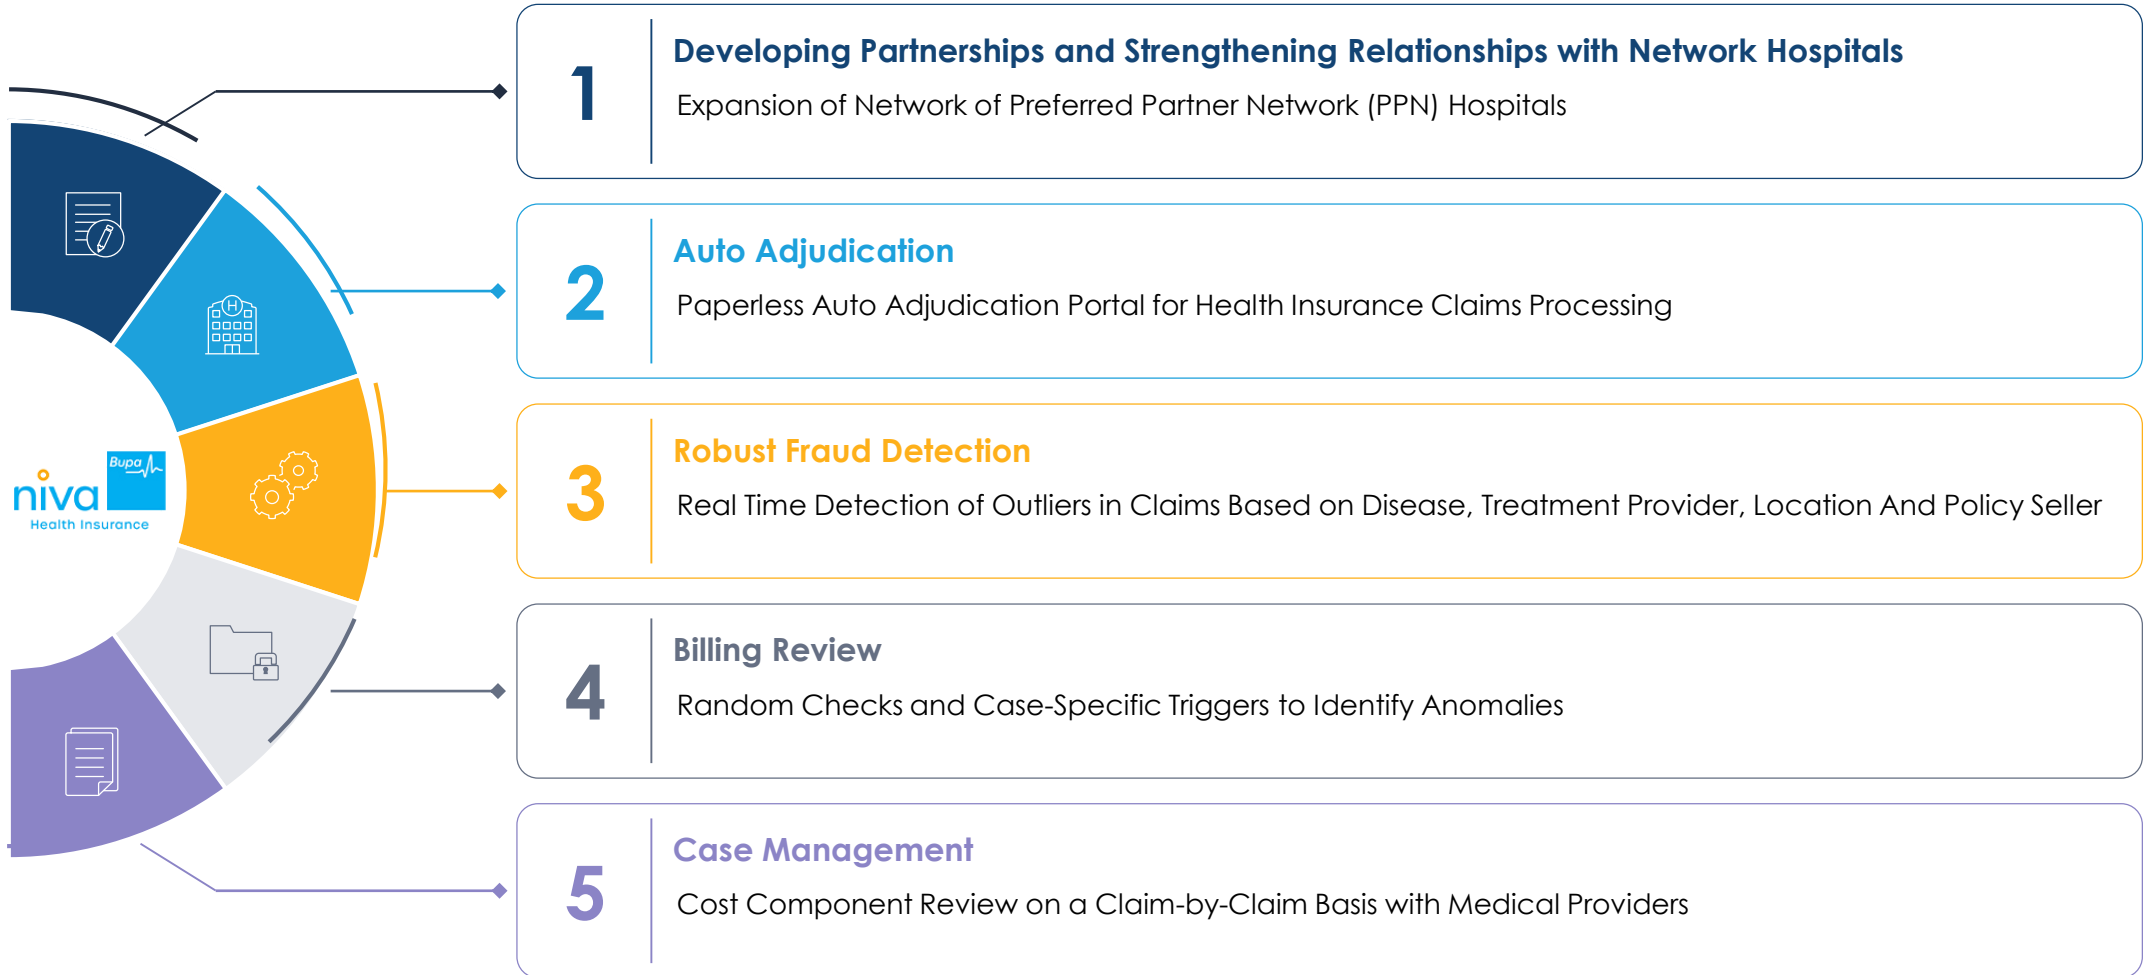 1
Developing Partnerships and Strengthening Relationships with Network Hospitals
Expansion of Network of Preferred Partner Network (PPN) Hospitals
H
2
Auto Adjudication
Paperless Auto Adjudication Portal for Health Insurance Claims Processing
niva
Bupa
Health Insurance
3
Robust Fraud Detection
Real Time Detection of Outliers in Claims Based on Disease, Treatment Provider, Location And Policy Seller
4
Billing Review
Random Checks and Case-Specific Triggers to Identify Anomalies
5
Case Management
Cost Component Review on a Claim-by-Claim Basis with Medical Providers